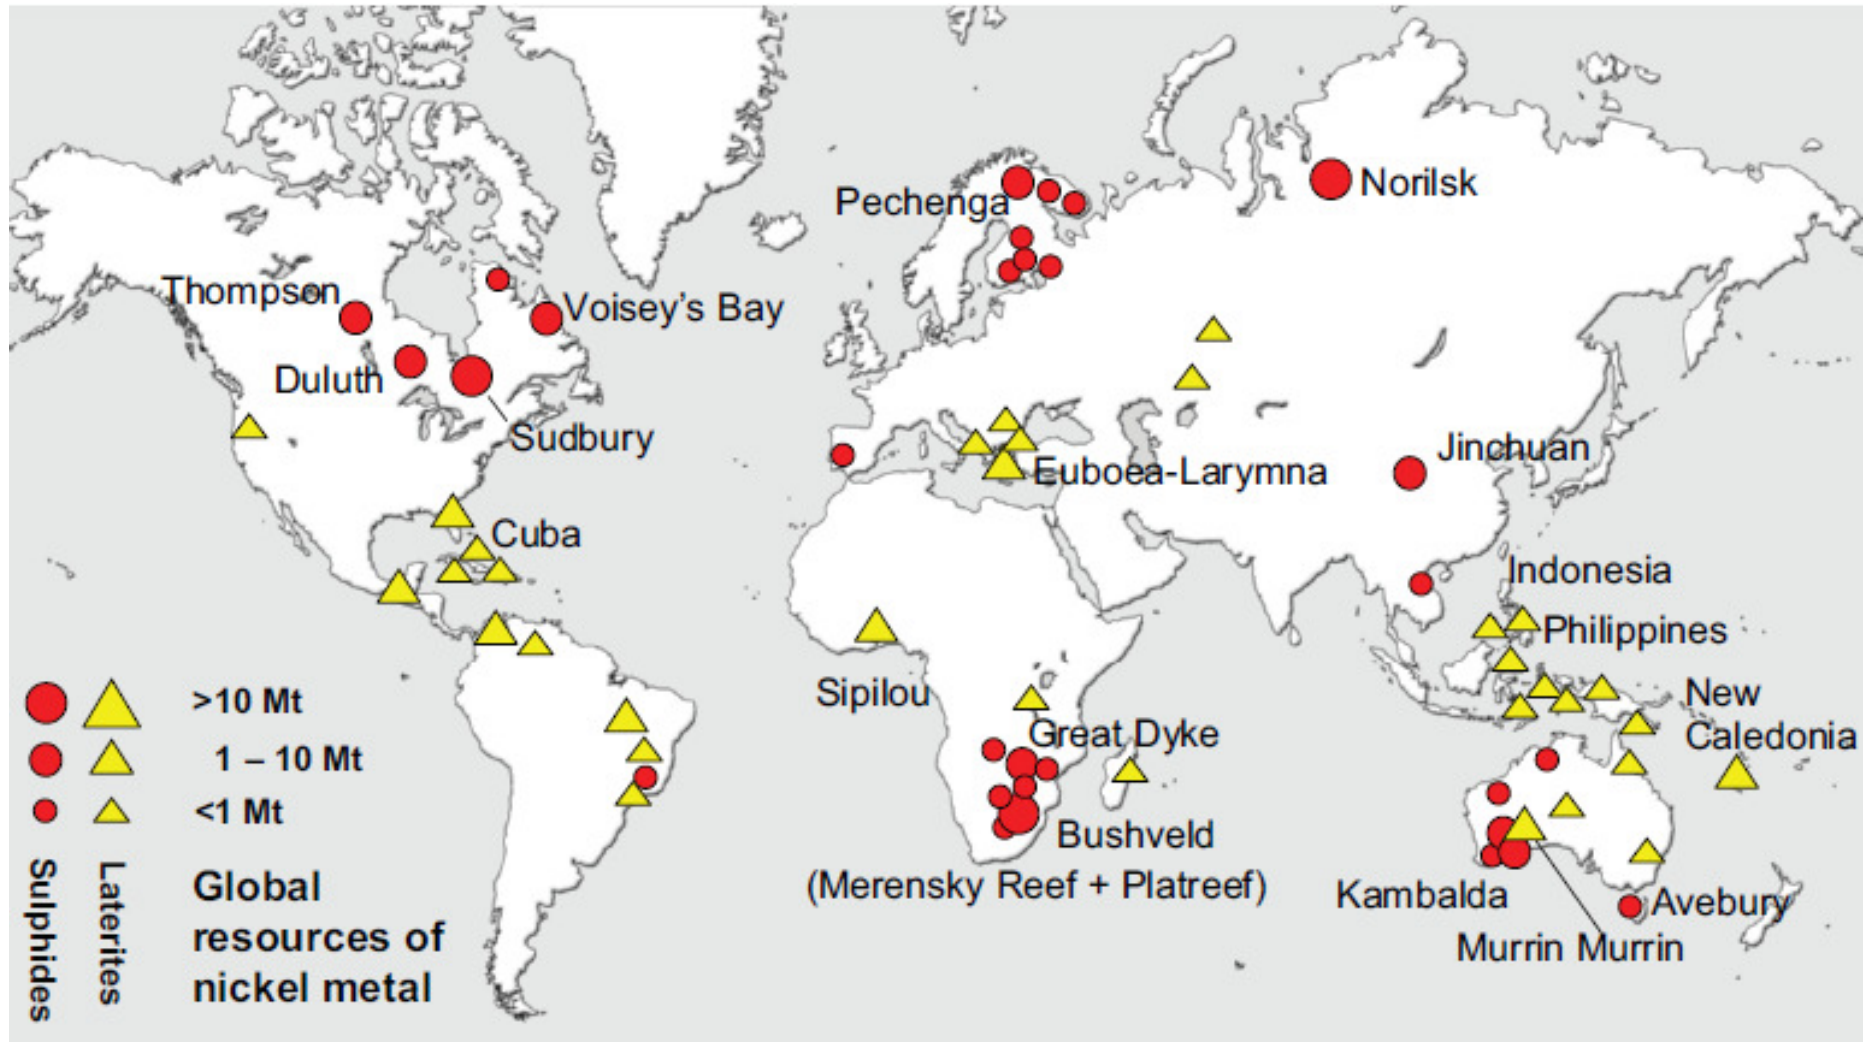 Norilsk
Pechenga
Thompson
Voisey's Bay
Duluth
Sudbury
Jinchuan
Euboea-Larymna
Cuba
Indonesia
Philippines
Sipilou
New
Caledonia
Great Dyke
Bushveld
(Merensky Reef + Platreef)
Kambalda
Avebury
Murrin Murrin
>10 Mt
1 – 10 Mt
<1 Mt
Sulphides
Laterites
Global
resources of
nickel metal